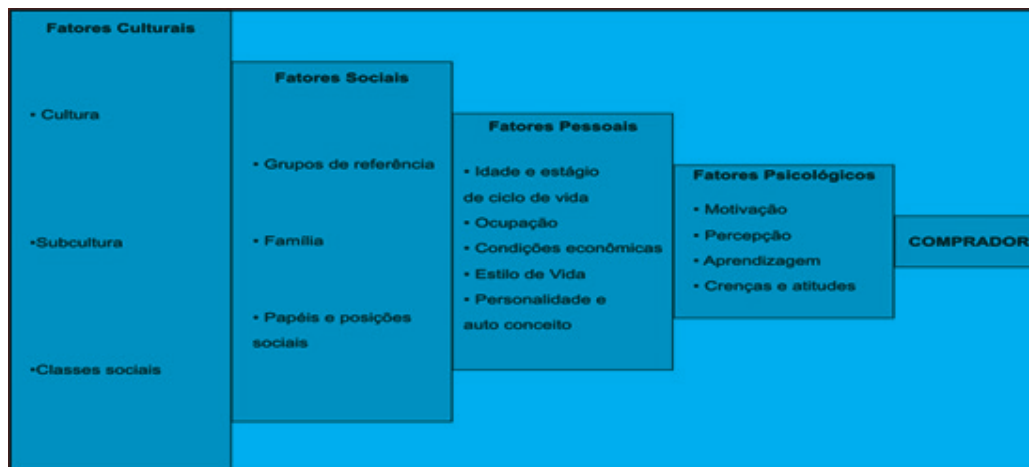 Fatores Culturais
• Cultura
•Subcultura
•Classes sociais
Fatores Sociais
• Grupos de referência
• Família
• Papéis e posições
sociais
Fatores Pessoais
• Idade e estágio
de ciclo de vida
• Ocupação
• Condições econômicas
• Estilo de Vida
• Personalidade e
auto conceito
Fatores Psicológicos
• Motivação
• Percepção
• Aprendizagem
• Crenças e atitudes
COMPRADOR